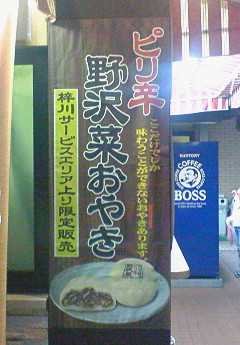 ピリ辛
野沢菜おやき
ここだけでしか
味わうことができないおやきあります。
梓川サービスエリア上り限定販売
SUNTORY
COFFEE
BOSS